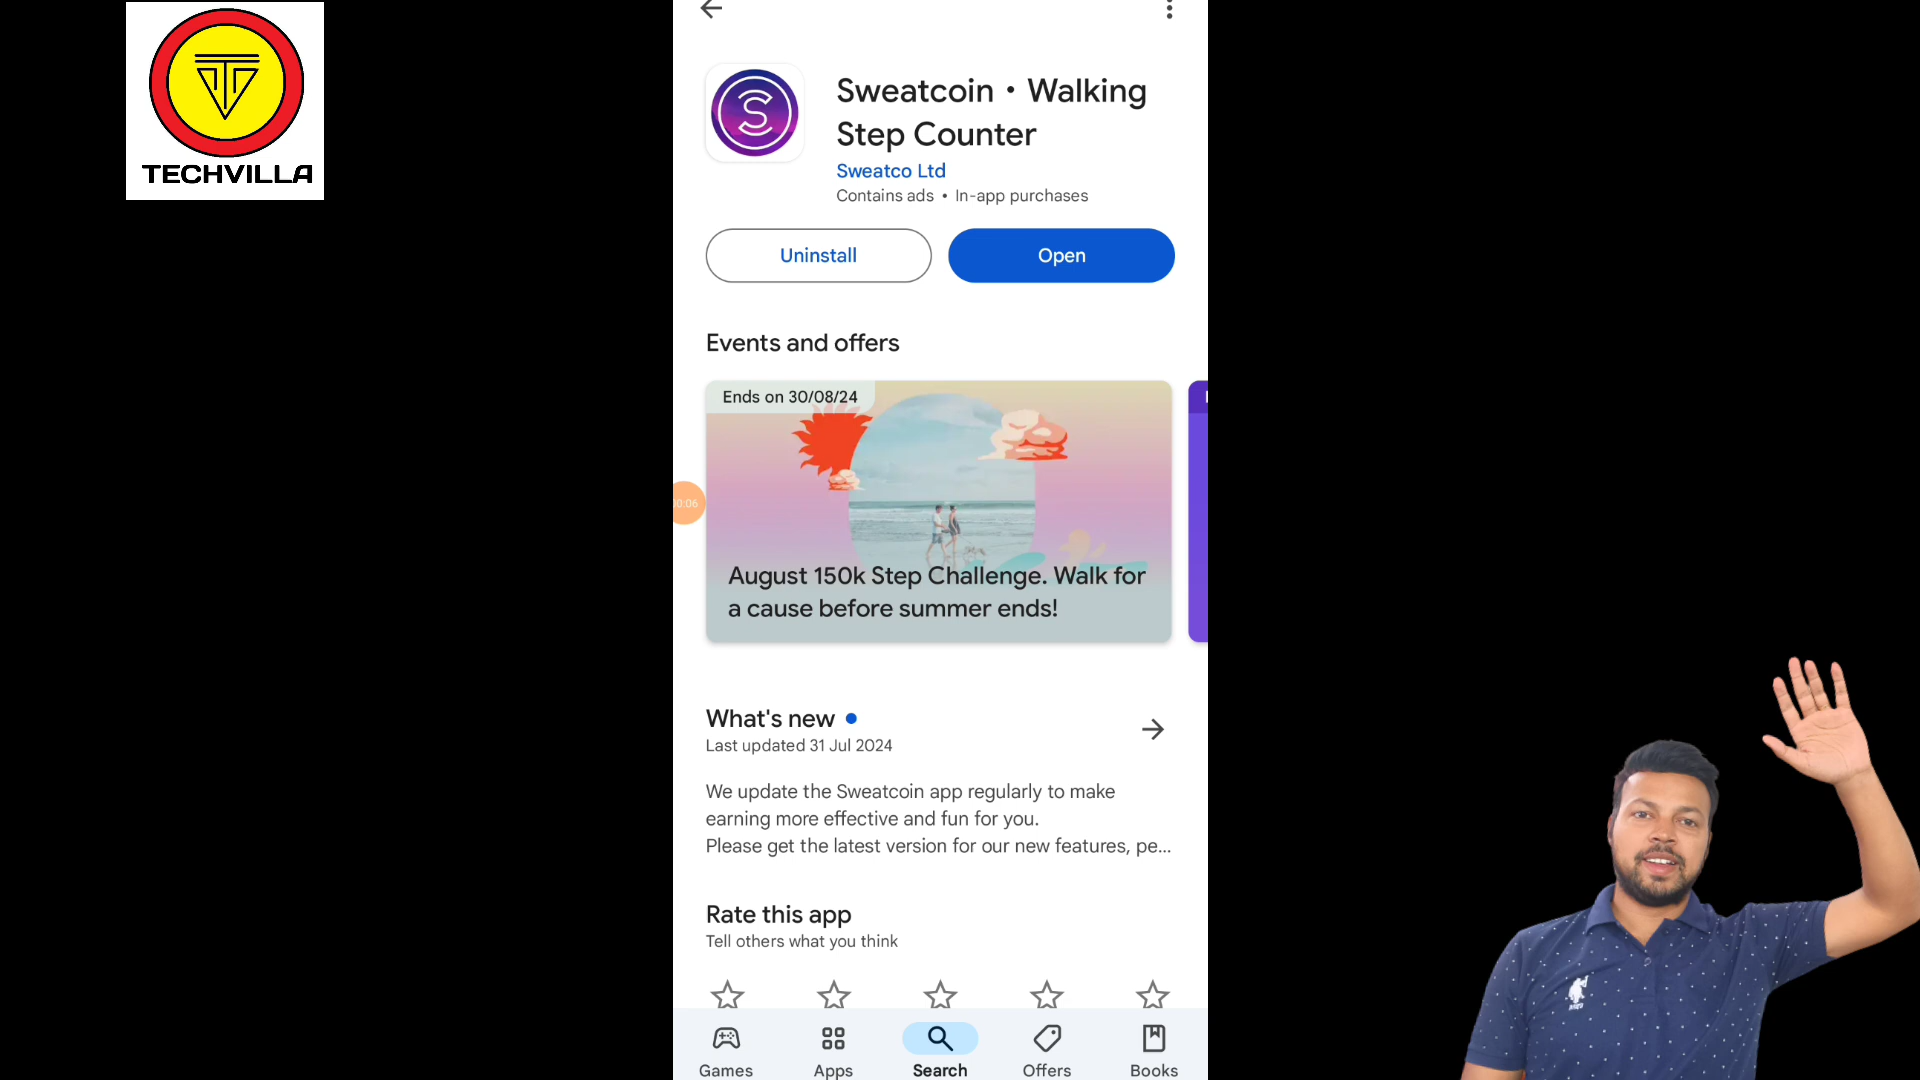 TECHVILLA
Sweatcoin • Walking
Step Counter
Sweatco Ltd
Contains ads • In-app purchases
Uninstall
Open
Events and offers
Ends on 30/08/24
August 150k Step Challenge. Walk for
a cause before summer ends!
00:06
What's new
Last updated 31 Jul 2024
We update the Sweatcoin app regularly to make
earning more effective and fun for you.
Please get the latest version for our new features, pe...
Rate this app
Tell others what you think
Games
Apps
Search
Offers
Books